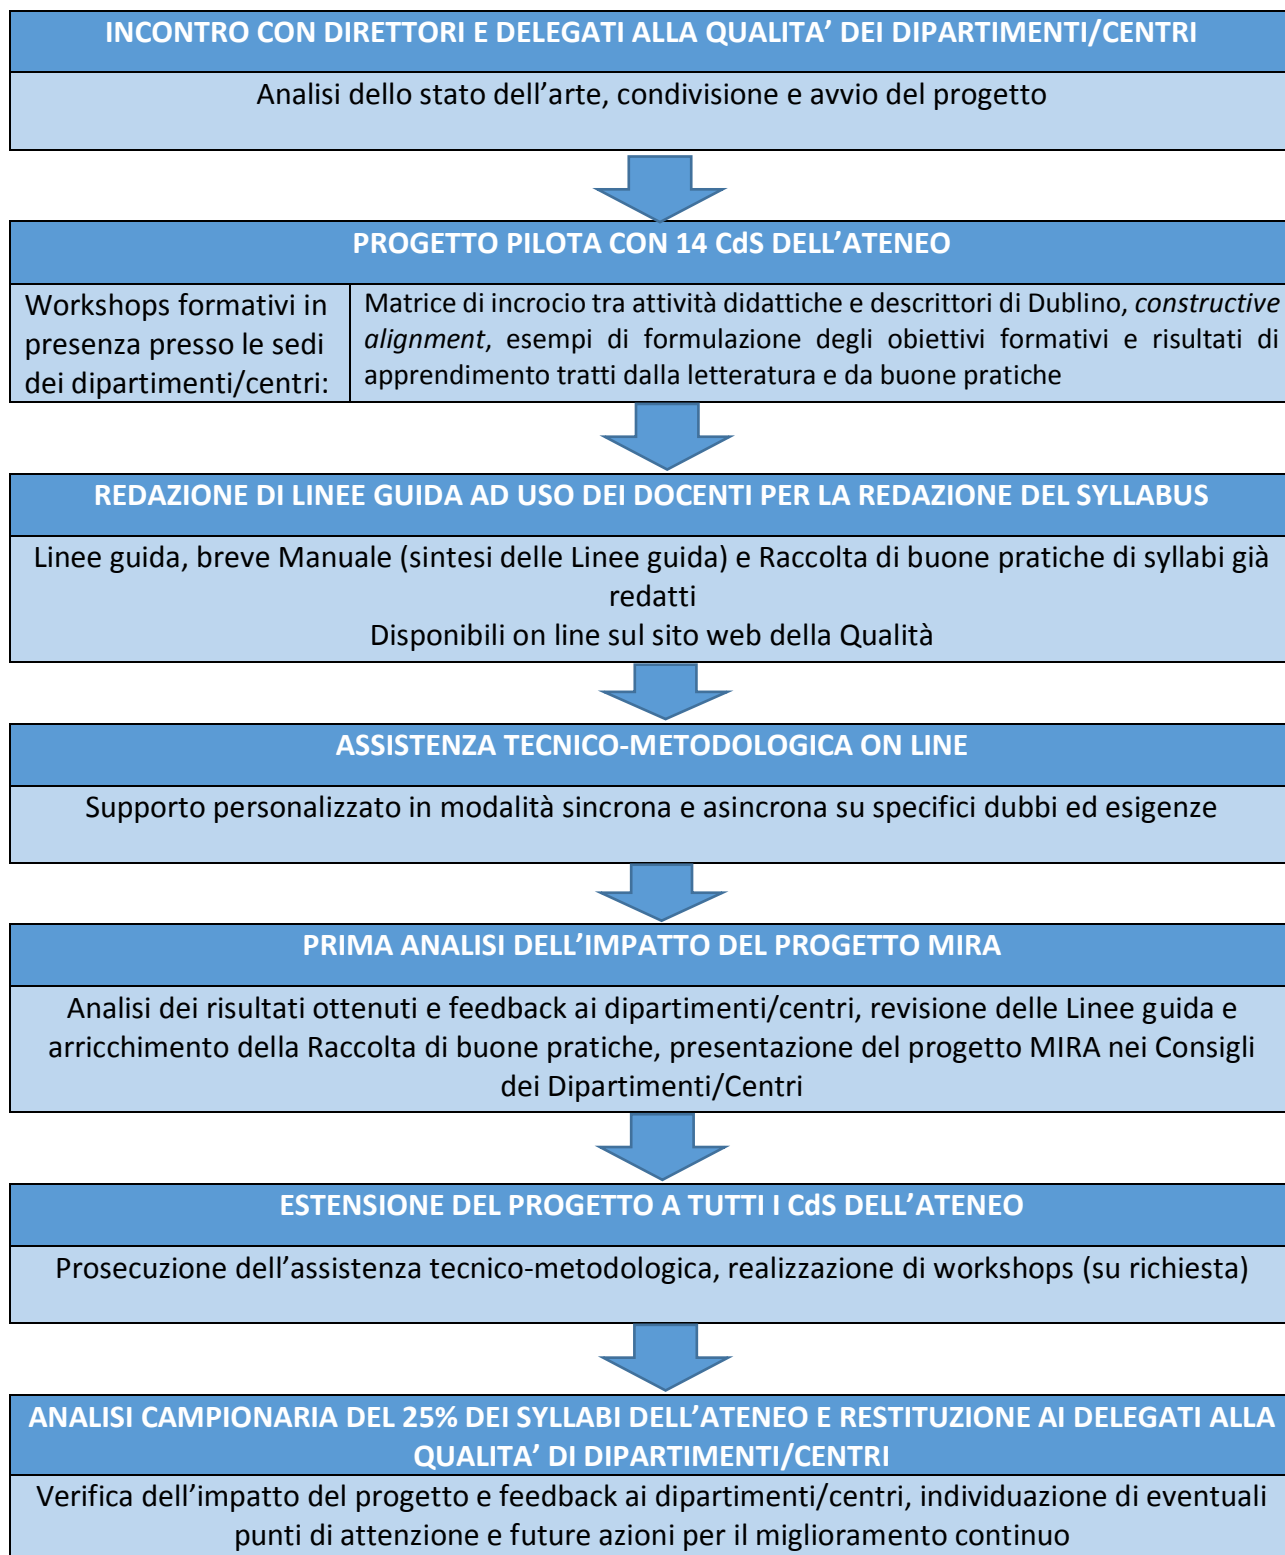 INCONTRO CON DIRETTORI E DELEGATI ALLA QUALITA’ DEI DIPARTIMENTI/CENTRI
Analisi dello stato dell’arte, condivisione e avvio del progetto
PROGETTO PILOTA CON 14 CdS DELL’ATENEO
Workshops formativi in
presenza presso le sedi
dei dipartimenti/centri:
Matrice di incrocio tra attività didattiche e descrittori di Dublino, constructive
alignment, esempi di formulazione degli obiettivi formativi e risultati di
apprendimento tratti dalla letteratura e da buone pratiche
REDAZIONE DI LINEE GUIDA AD USO DEI DOCENTI PER LA REDAZIONE DEL SYLLABUS
Linee guida, breve Manuale (sintesi delle Linee guida) e Raccolta di buone pratiche di syllabi già
redatti
Disponibili on line sul sito web della Qualità
ASSISTENZA TECNICO-METODOLOGICA ON LINE
Supporto personalizzato in modalità sincrona e asincrona su specifici dubbi ed esigenze
PRIMA ANALISI DELL’IMPATTO DEL PROGETTO MIRA
Analisi dei risultati ottenuti e feedback ai dipartimenti/centri, revisione delle Linee guida e
arricchimento della Raccolta di buone pratiche, presentazione del progetto MIRA nei Consigli
dei Dipartimenti/Centri
ESTENSIONE DEL PROGETTO A TUTTI I CdS DELL’ATENEO
Prosecuzione dell’assistenza tecnico-metodologica, realizzazione di workshops (su richiesta)
ANALISI CAMPIONARIA DEL 25% DEI SYLLABI DELL’ATENEO E RESTITUZIONE AI DELEGATI ALLA
QUALITA’ DI DIPARTIMENTI/CENTRI
Verifica dell’impatto del progetto e feedback ai dipartimenti/centri, individuazione di eventuali
punti di attenzione e future azioni per il miglioramento continuo